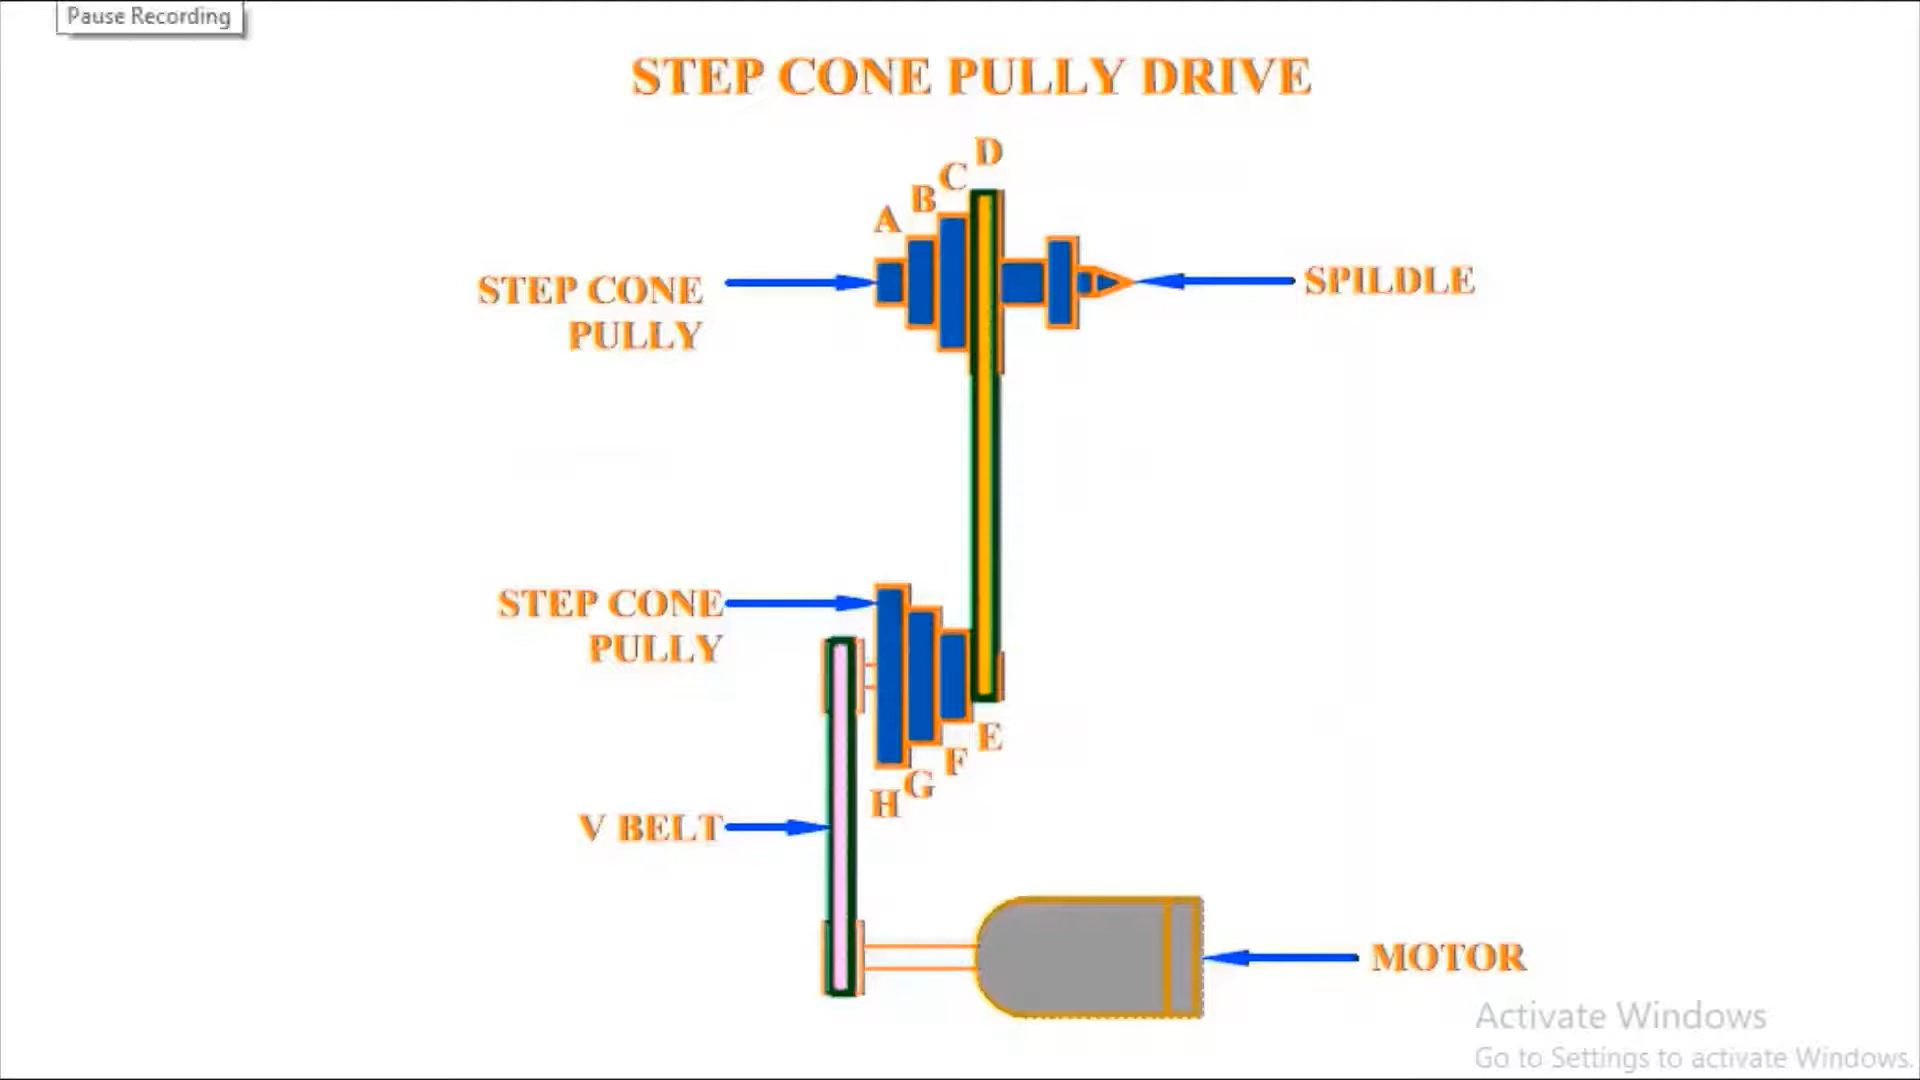 Pause Recording
STEP CONE PULLY DRIVE
D
C
B
A
STEP CONE
PULLY
SPILDLE
STEP CONE
PULLY
E
F
G
H
V BELT
MOTOR
Activate Windows
Go to Settings to activate Windows.